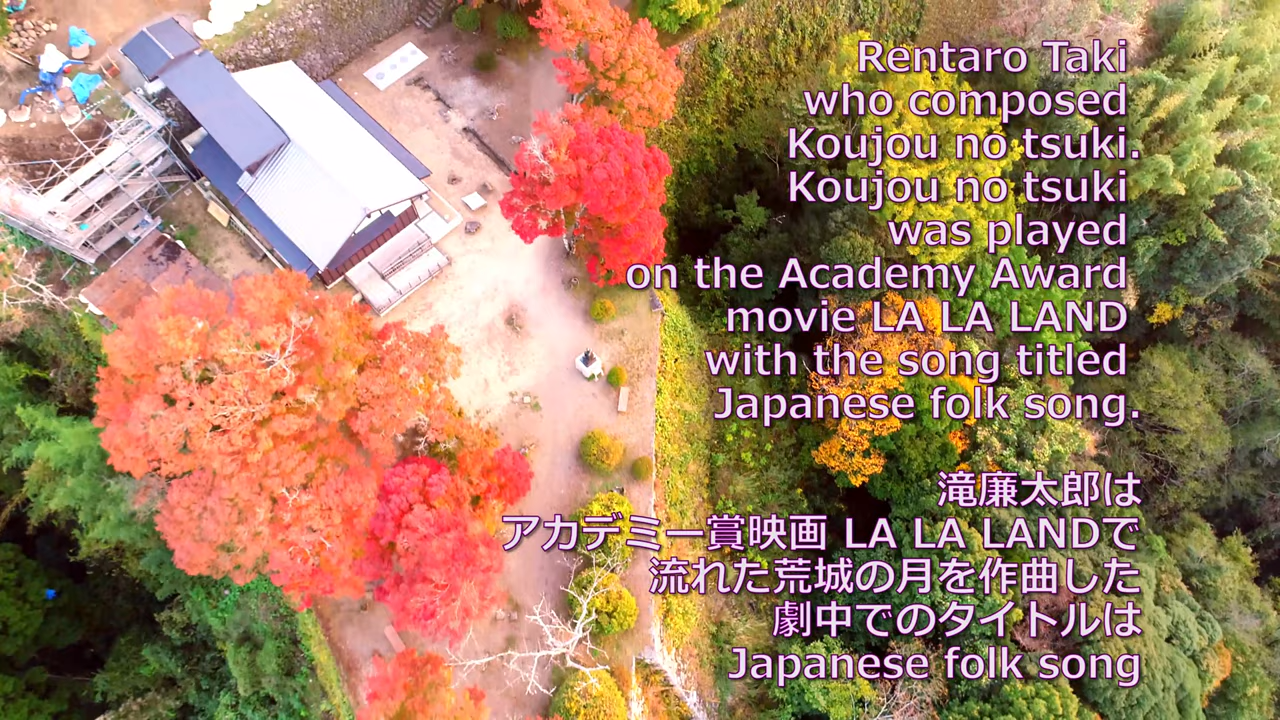 Rentaro Taki
who composed
Koujou no tsuki.
Koujou no tsuki
was played
on the Academy Award
movie LA LA LAND
with the song titled
Japanese folk song.
滝廉太郎は
アカデミー賞映画 LA LA LANDで
流れた荒城の月を作曲した
劇中でのタイトルは
Japanese folk song